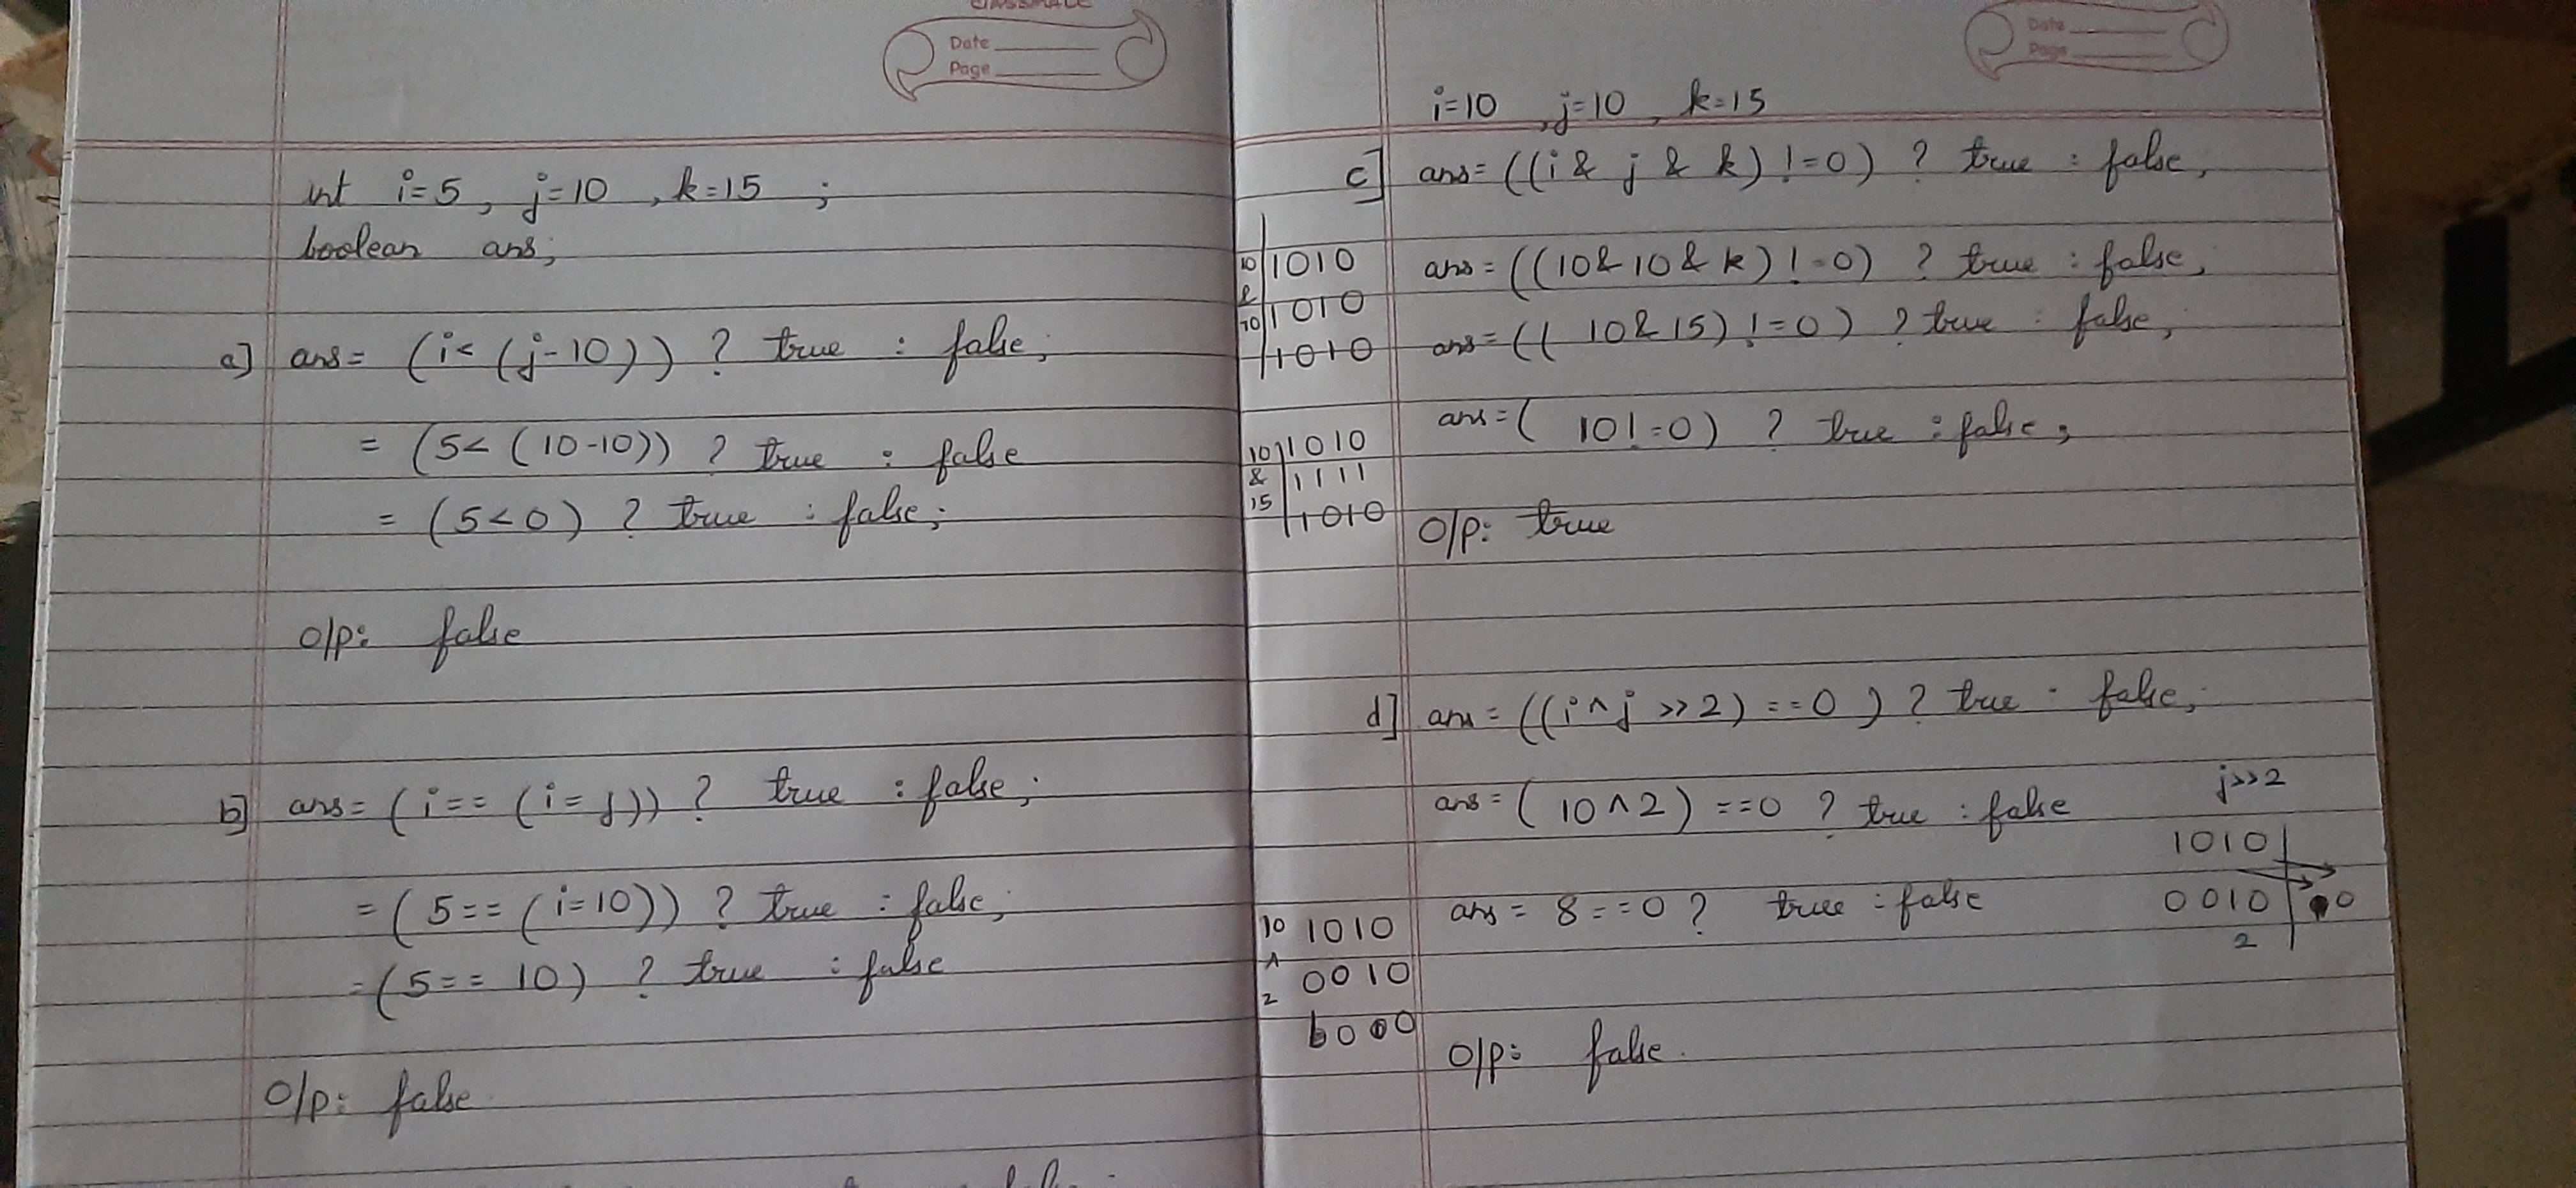 Date
Page
int i=5, j=10, k=15 ;
boolean ans;
a] ans= (i< (j-10)) ? true : false;
= (5< (10-10)) ? true : false
= (5<0) ? true : false;
O/P: false
b] ans= (i== (i=j)) ? true : false;
= (5== (i=10)) ? true : false;
= (5== 10) ? true : false
O/P: false
Date
Page
i=10 , j=10 , k=15
c] ans= ((i & j & k) !=0) ? true : false;
ans= ((10 & 10 & k) !=0) ? true : false;
ans= (( 10 & 15) !=0) ? true : false;
ans= ( 10!=0) ? true : false;
O/P: true
10 1010
&
10 1010
1010
10 1010
& 1111
15
1010
d] ans= ((i^j >>2) ==0 ) ? true : false;
ans= ( 10^2) ==0 ? true : false
ans = 8==0 ? true : false
O/P: false.
j>>2
1010
0010 0
2
10 1010
^
2 0010
000